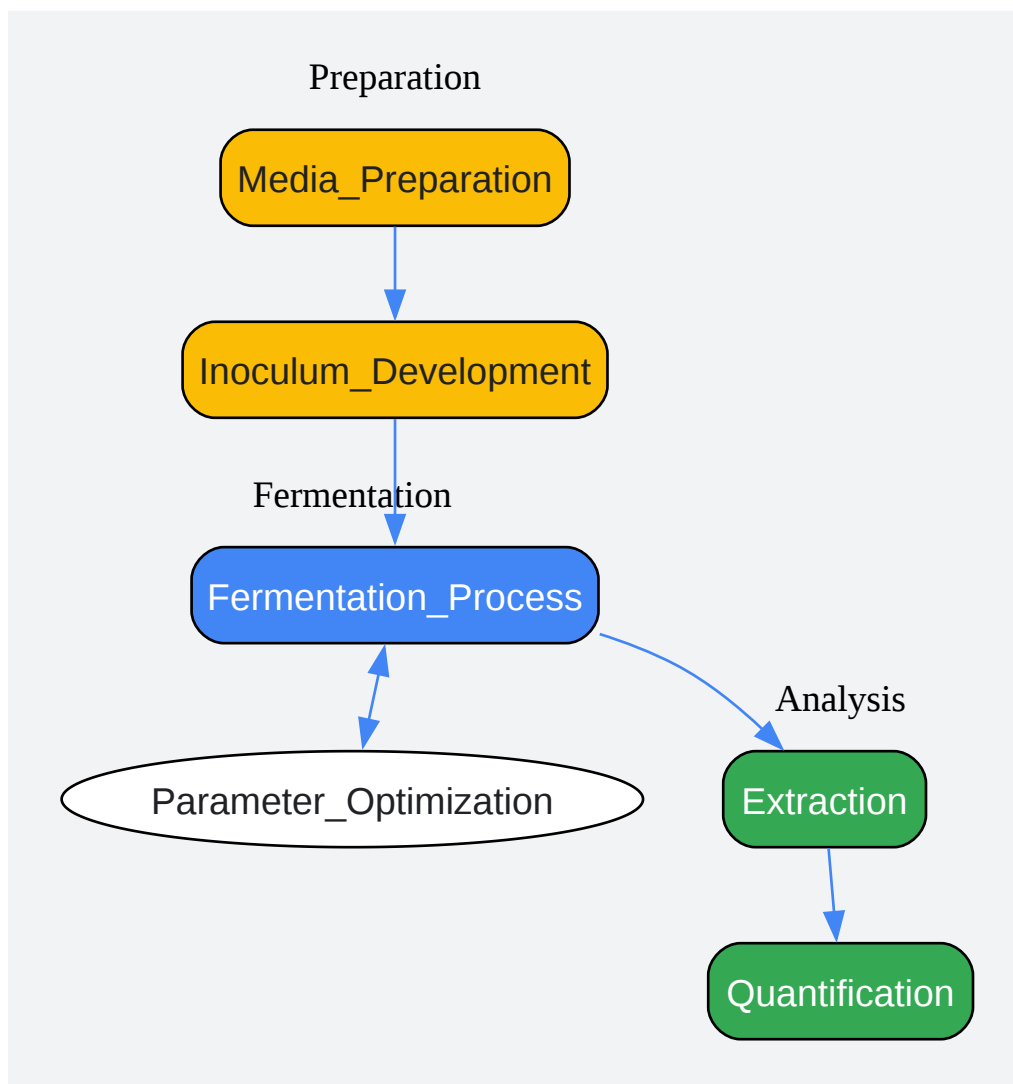 Preparation
Media_Preparation
Inoculum_Development
Fermentation
Fermentation_Process
Analysis
Parameter_Optimization
Extraction
Quantification